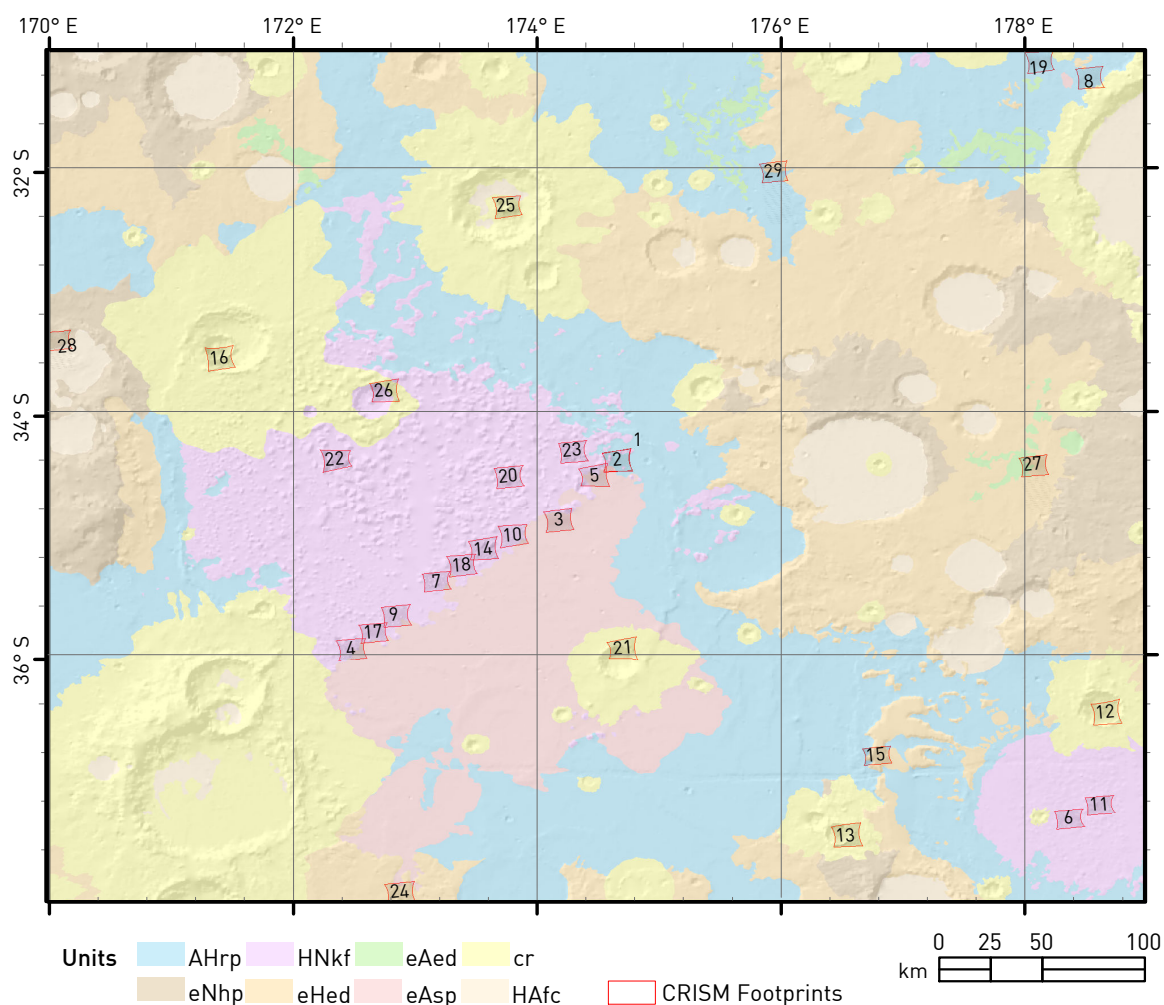 170° E 172° E 174° E 176° E 178° E
19
8
32° S
29
25
28
16
26
34° S
1
22 23 2
20 5 27
3
10
14
18
7
9
17
4 21
36° S
12
15
11
6
13
24
Units AHrp HNkf eAed cr
eNhp eHed eAsp HAfc
CRISM Footprints
0 25 50 100
km